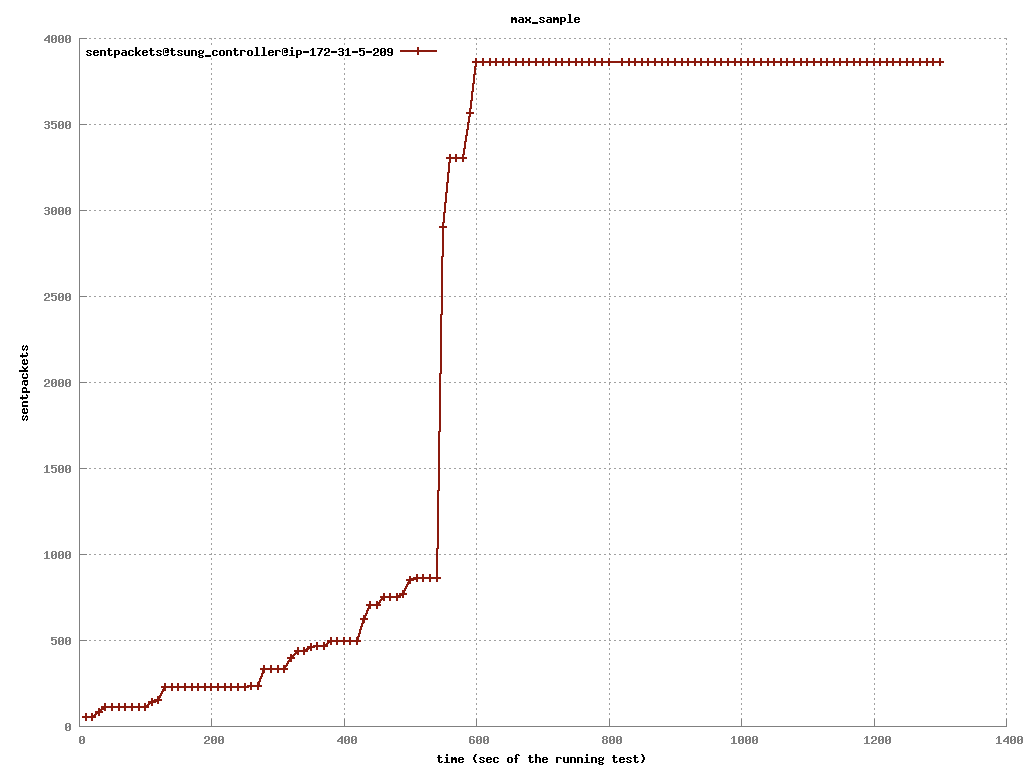 max_sample
sentpackets@tsung_controller@ip-172-31-5-209
4000
3500
3000
2500
2000
1500
1000
500
0
sentpackets
0 200 400 600 800 1000 1200 1400
time (sec of the running test)